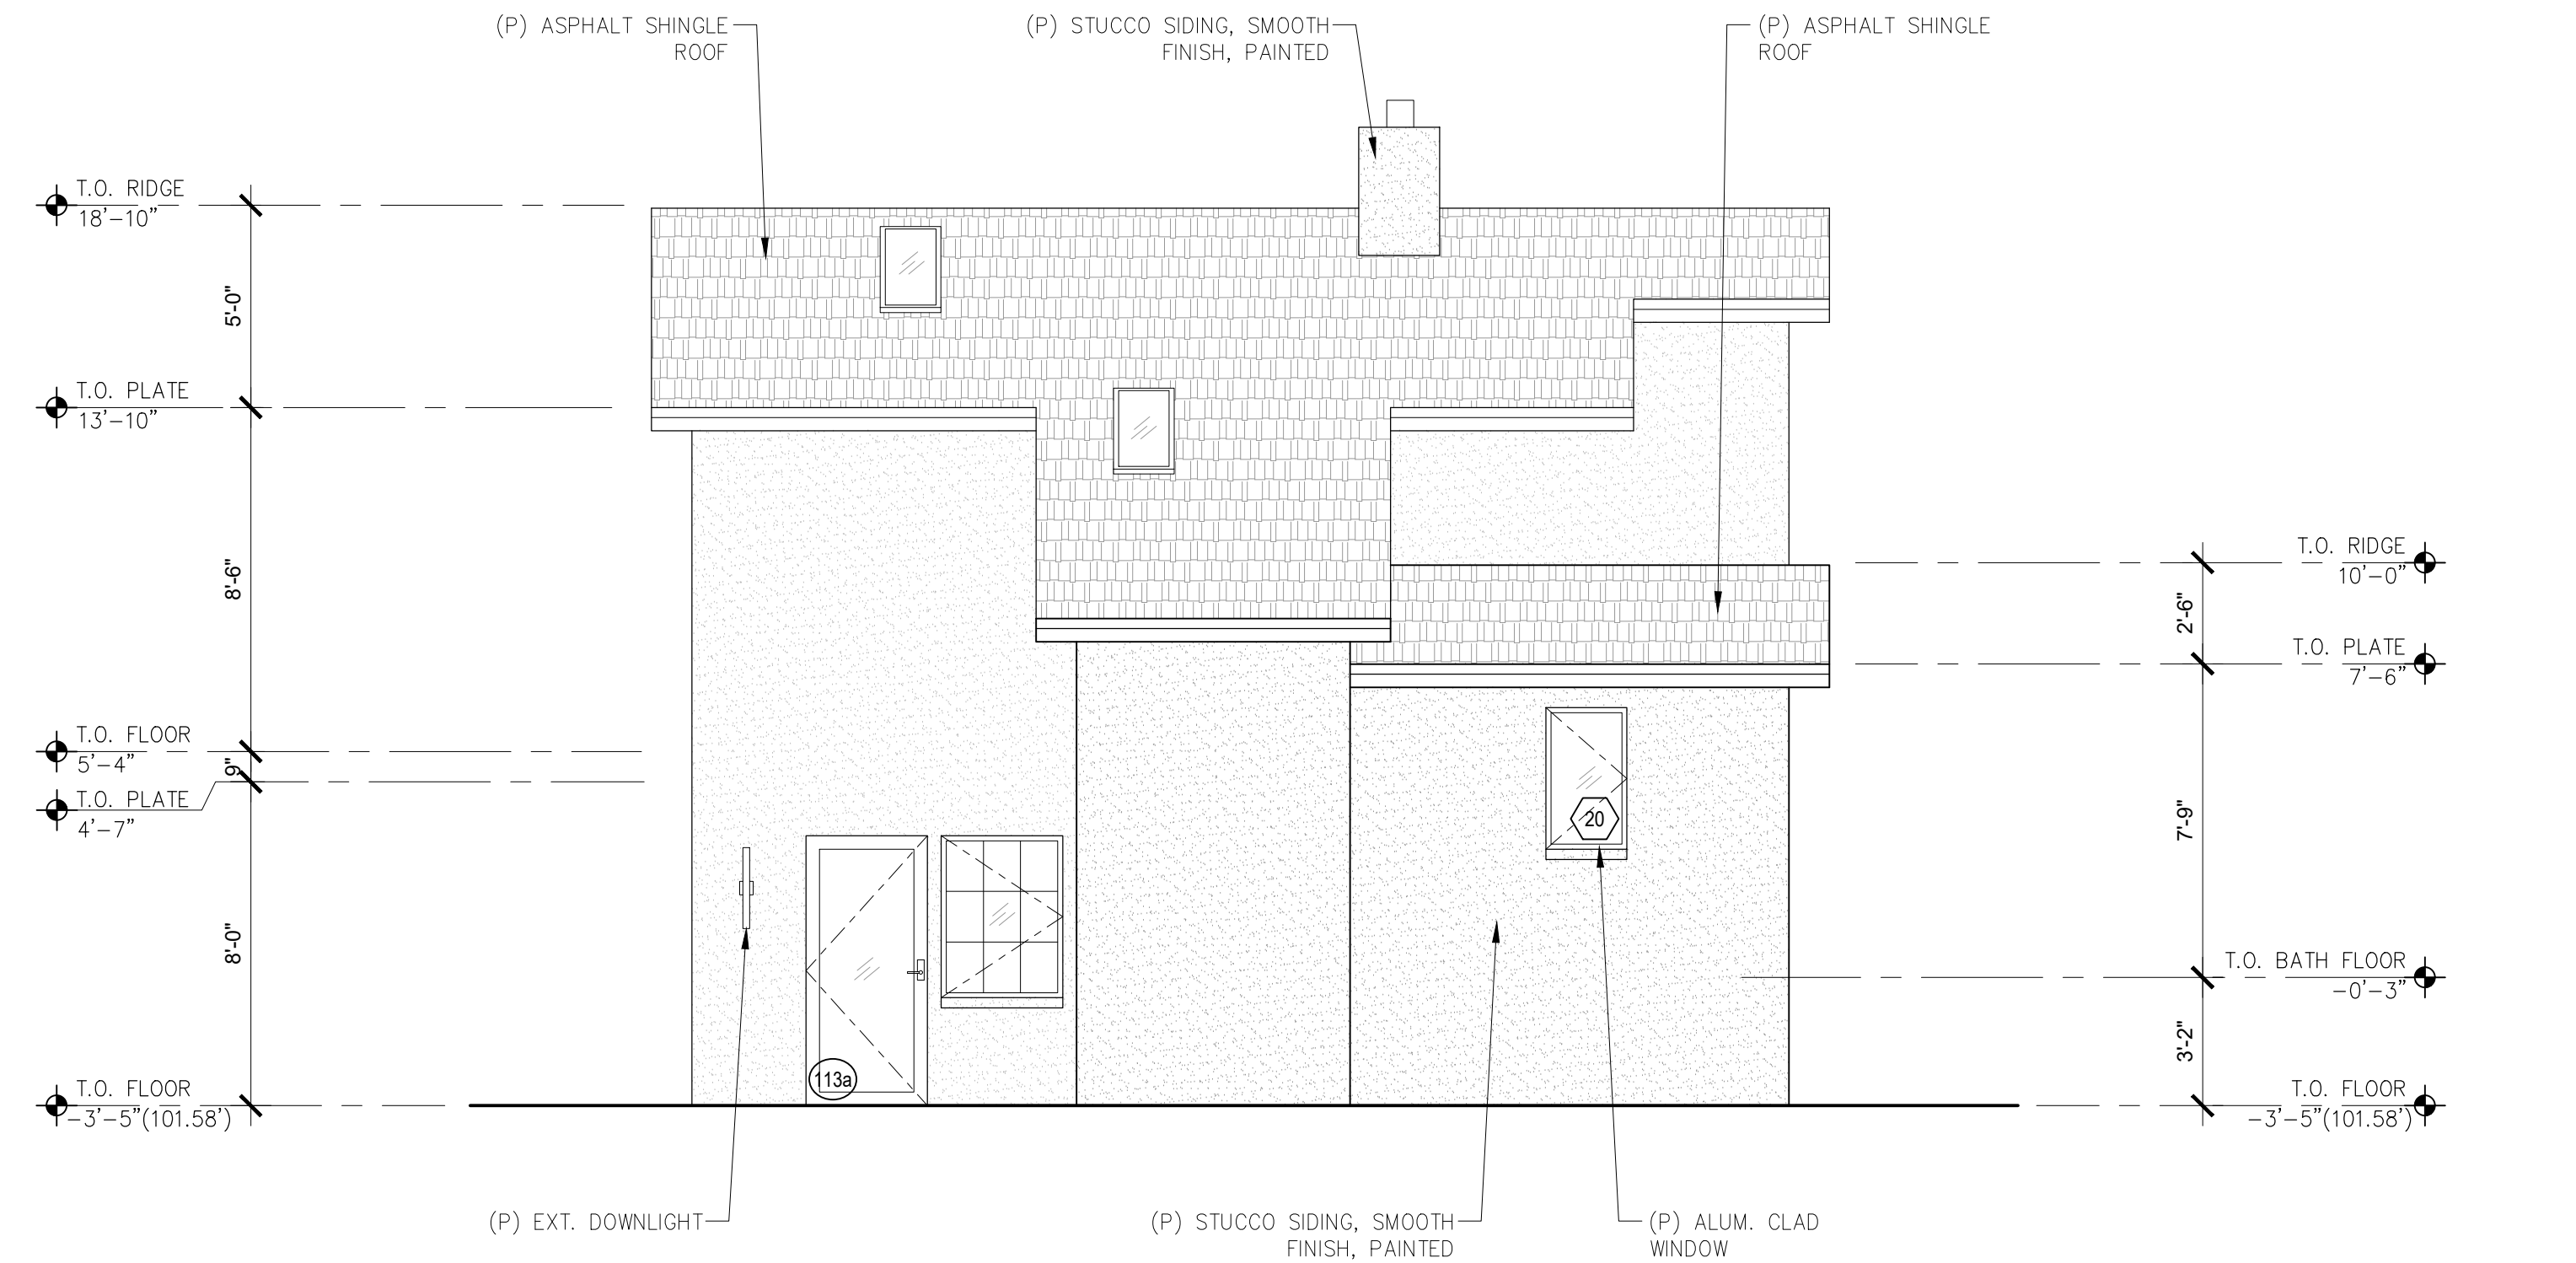 (P) ASPHALT SHINGLE
ROOF
(P) STUCCO SIDING, SMOOTH
FINISH, PAINTED
(P) ASPHALT SHINGLE
ROOF
T.O. RIDGE
18'-10"
5'-0"
T.O. PLATE
13'-10"
8'-6"
T.O. FLOOR
5'-4"
9"
T.O. PLATE
4'-7"
8'-0"
T.O. FLOOR
-3'-5"(101.58')
113a
20
T.O. RIDGE
10'-0"
2'-6"
T.O. PLATE
7'-6"
7'-9"
T.O. BATH FLOOR
-0'-3"
3'-2"
T.O. FLOOR
-3'-5"(101.58')
(P) EXT. DOWNLIGHT
(P) STUCCO SIDING, SMOOTH
FINISH, PAINTED
(P) ALUM. CLAD
WINDOW